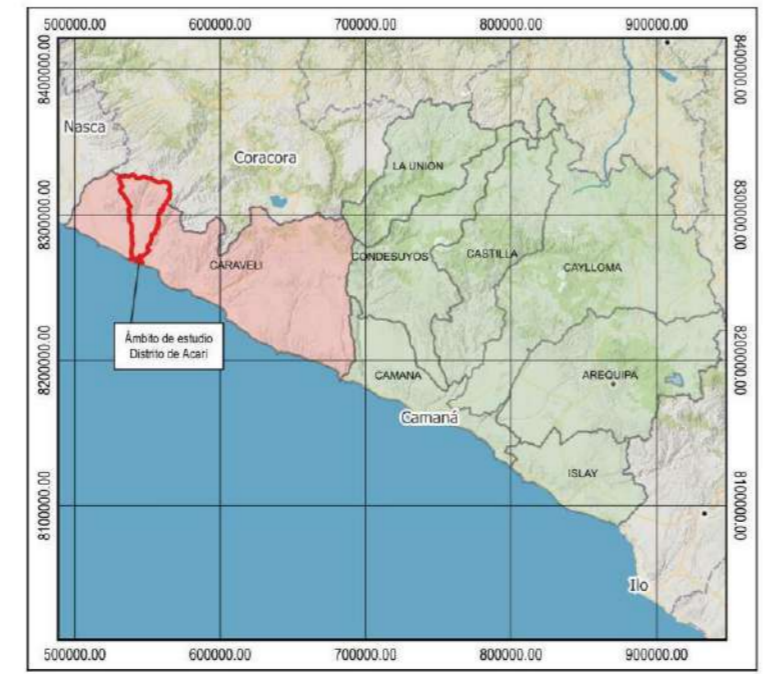 500000.00 600000.00 700000.00 800000.00 900000.00
8400000.00 8400000.00
Nasca
Coracora
LA UNIÓN
8300000.00 8300000.00
CARAVELI
CONDESUYOS
CASTILLA
CAYLLOMA
Ámbito de estudio
Distrito de Acarí
8200000.00 8200000.00
CAMANA
AREQUIPA
Camaná
ISLAY
8100000.00 8100000.00
Ilo
500000.00 600000.00 700000.00 800000.00 900000.00